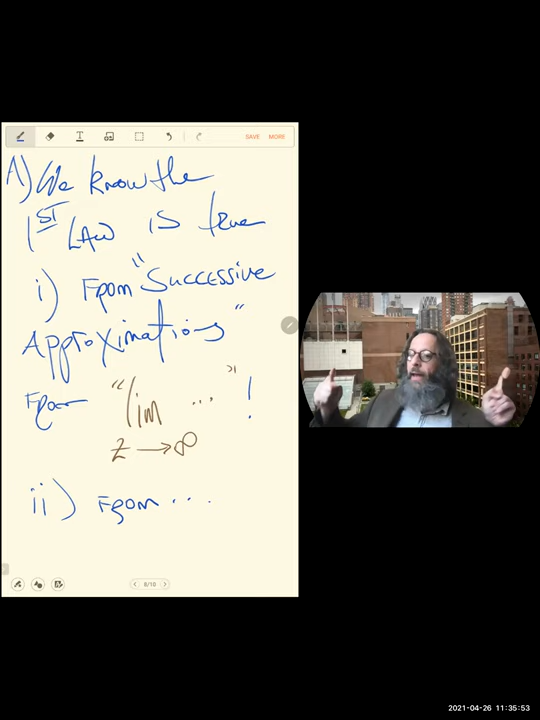 SAVE MORE
A) We know the
1ST LAW is true
i) From "Successive
Approximations"
From "lim ..."!
z → ∞
ii) From ...
8/10
2021-04-26 11:35:53